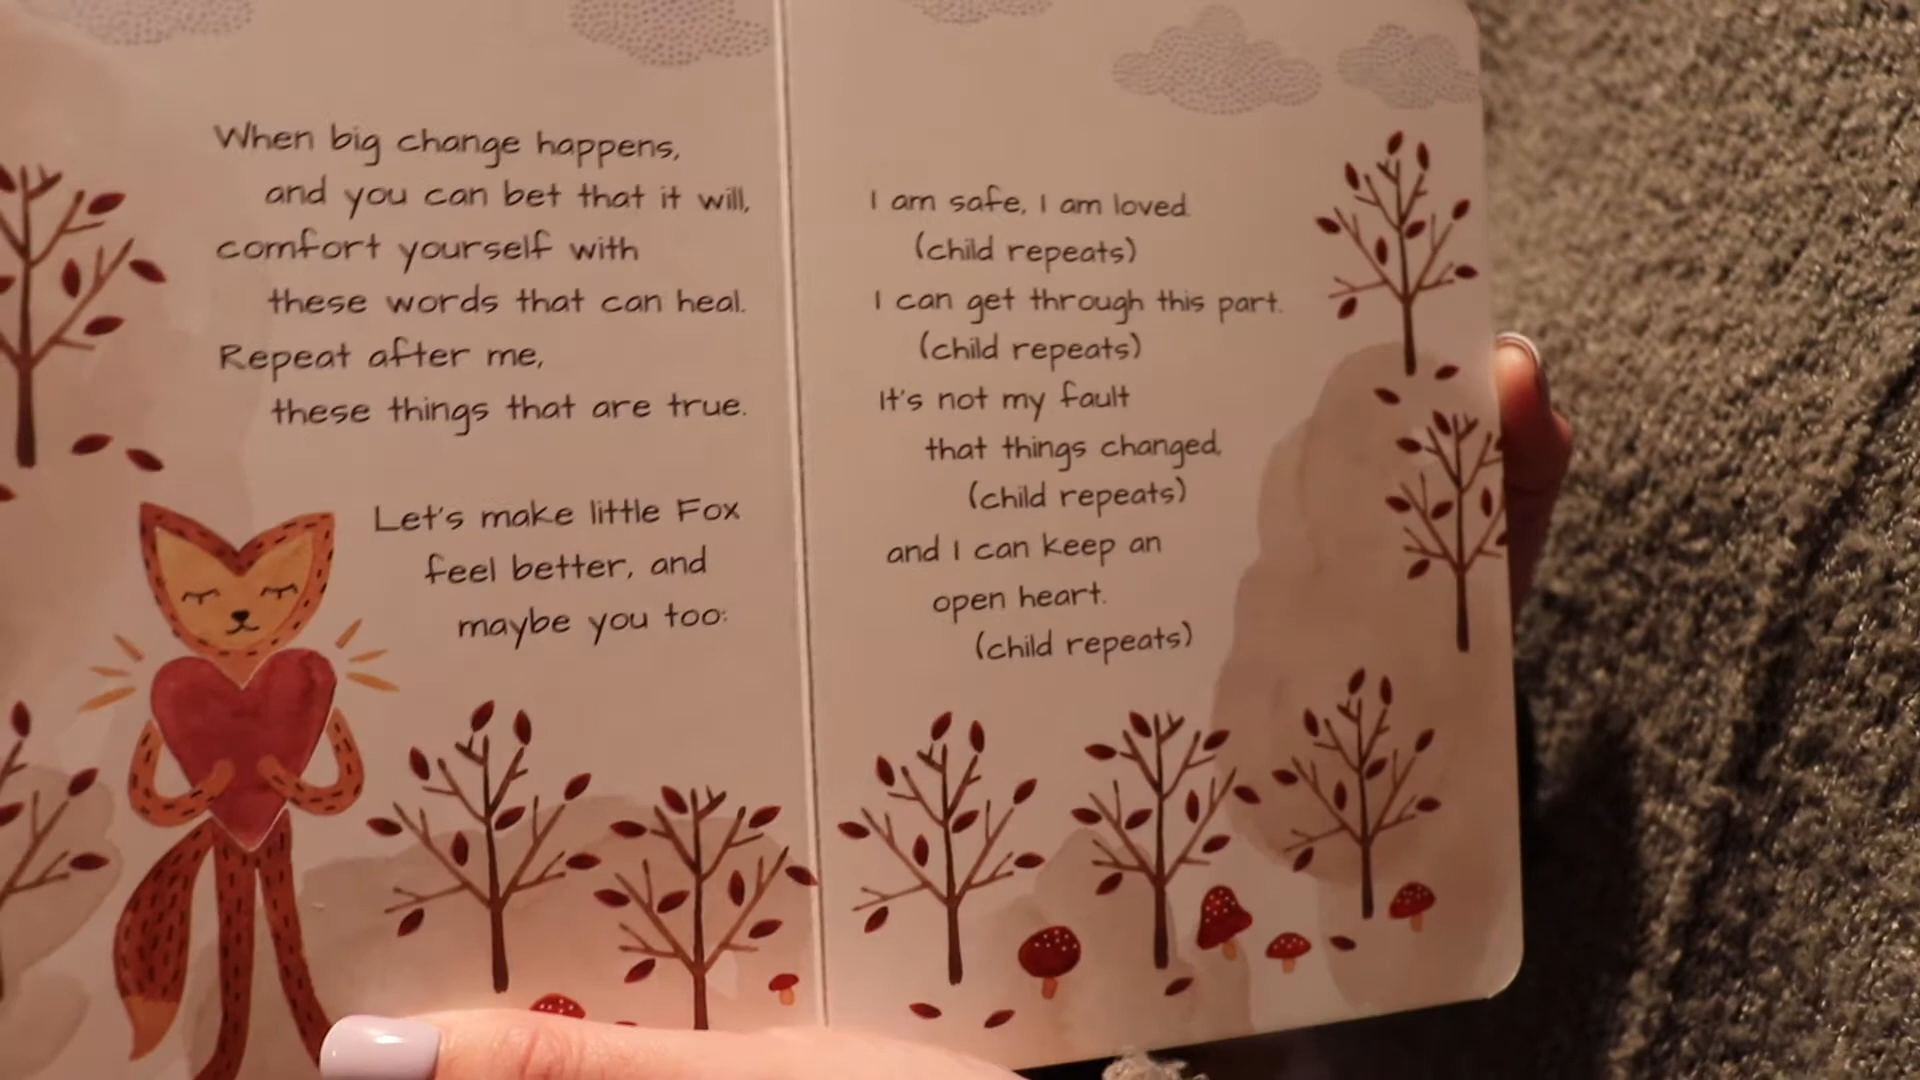 When big change happens,
and you can bet that it will,
comfort yourself with
these words that can heal.
Repeat after me,
these things that are true.
Let's make little Fox
feel better, and
maybe you too:
I am safe, I am loved.
(child repeats)
I can get through this part.
(child repeats)
It's not my fault
that things changed,
(child repeats)
and I can keep an
open heart.
(child repeats)